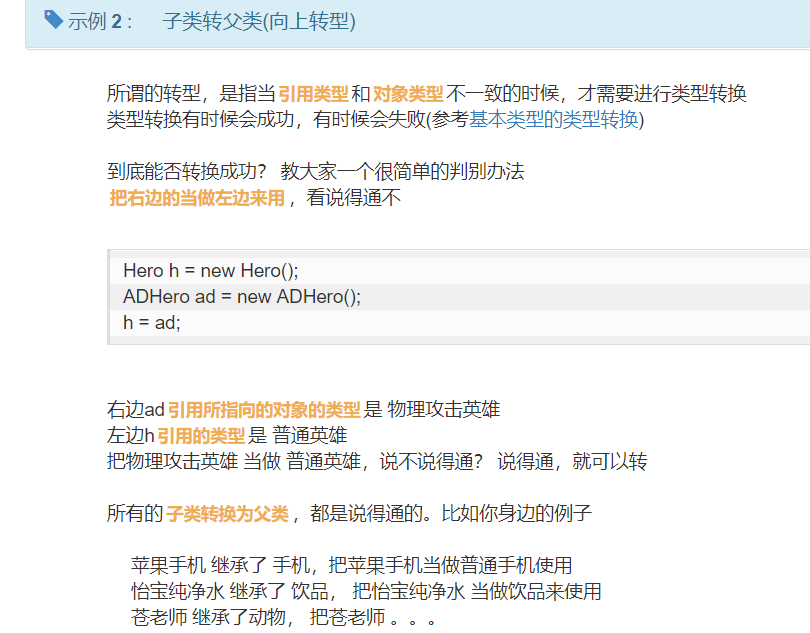 示例 2 : 子类转父类(向上转型)
所谓的转型，是指当引用类型和对象类型不一致的时候，才需要进行类型转换
类型转换有时候会成功，有时候会失败(参考基本类型的类型转换)
到底能否转换成功？ 教大家一个很简单的判别办法
把右边的当做左边来用，看说得通不
Hero h = new Hero();
ADHero ad = new ADHero();
h = ad;
右边ad引用所指向的对象的类型是 物理攻击英雄
左边h引用的类型是 普通英雄
把物理攻击英雄 当做 普通英雄，说不说得通？ 说得通，就可以转
所有的子类转换为父类，都是说得通的。比如你身边的例子
苹果手机 继承了 手机，把苹果手机当做普通手机使用
怡宝纯净水 继承了 饮品， 把怡宝纯净水 当做饮品来使用
苍老师 继承了动物， 把苍老师 。。。